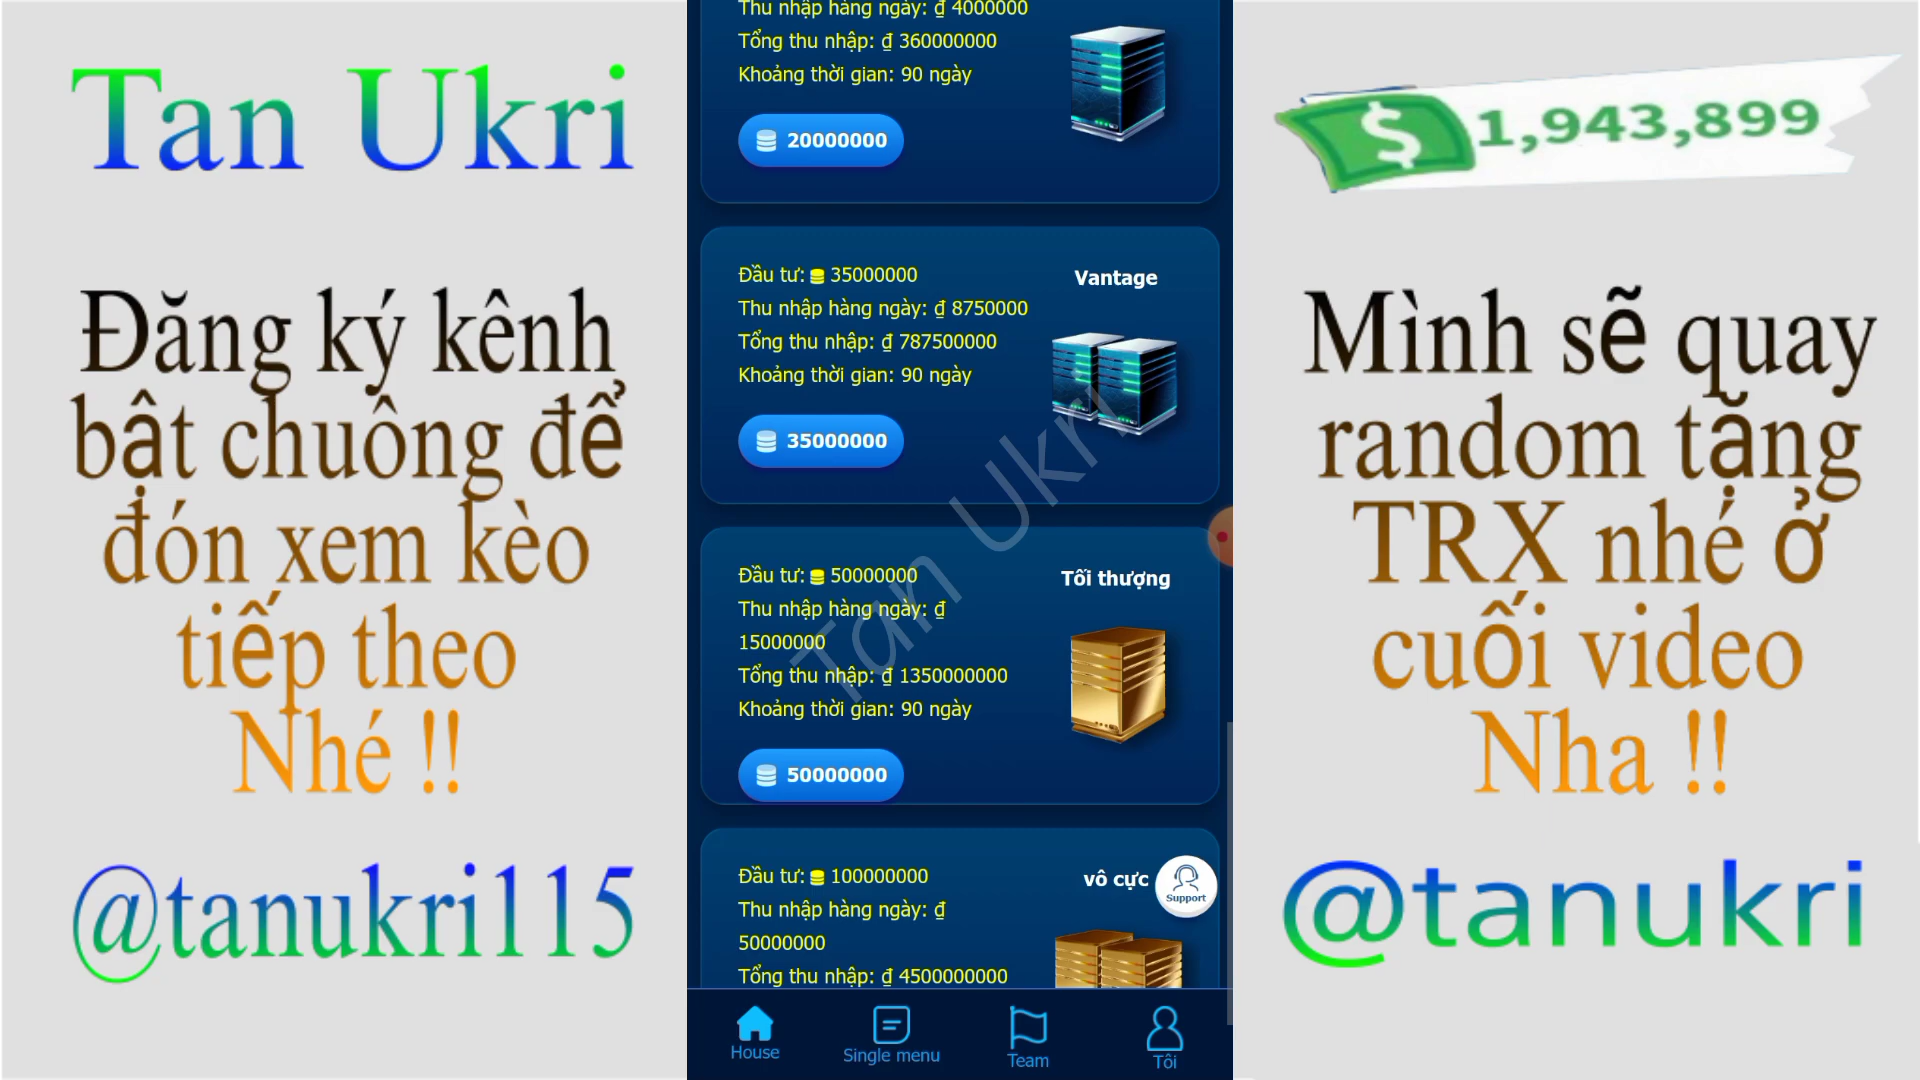 Tan Ukri
Đăng ký kênh
bật chuông để
đón xem kèo
tiếp theo
Nhé !!
@tanukri115
Thu nhập hàng ngày: ₫ 4000000
Tổng thu nhập: ₫ 360000000
Khoảng thời gian: 90 ngày
20000000
Đầu tư: 35000000
Vantage
Thu nhập hàng ngày: ₫ 8750000
Tổng thu nhập: ₫ 787500000
Khoảng thời gian: 90 ngày
35000000
Đầu tư: 50000000
Tối thượng
Thu nhập hàng ngày: ₫
15000000
Tổng thu nhập: ₫ 1350000000
Khoảng thời gian: 90 ngày
50000000
Tan Ukri
Đầu tư: 100000000
vô cực
Support
Thu nhập hàng ngày: ₫
50000000
Tổng thu nhập: ₫ 4500000000
House
Single menu
Team
Tôi
$1,943,899
Mình sẽ quay
random tặng
TRX nhé ở
cuối video
Nha !!
@tanukri